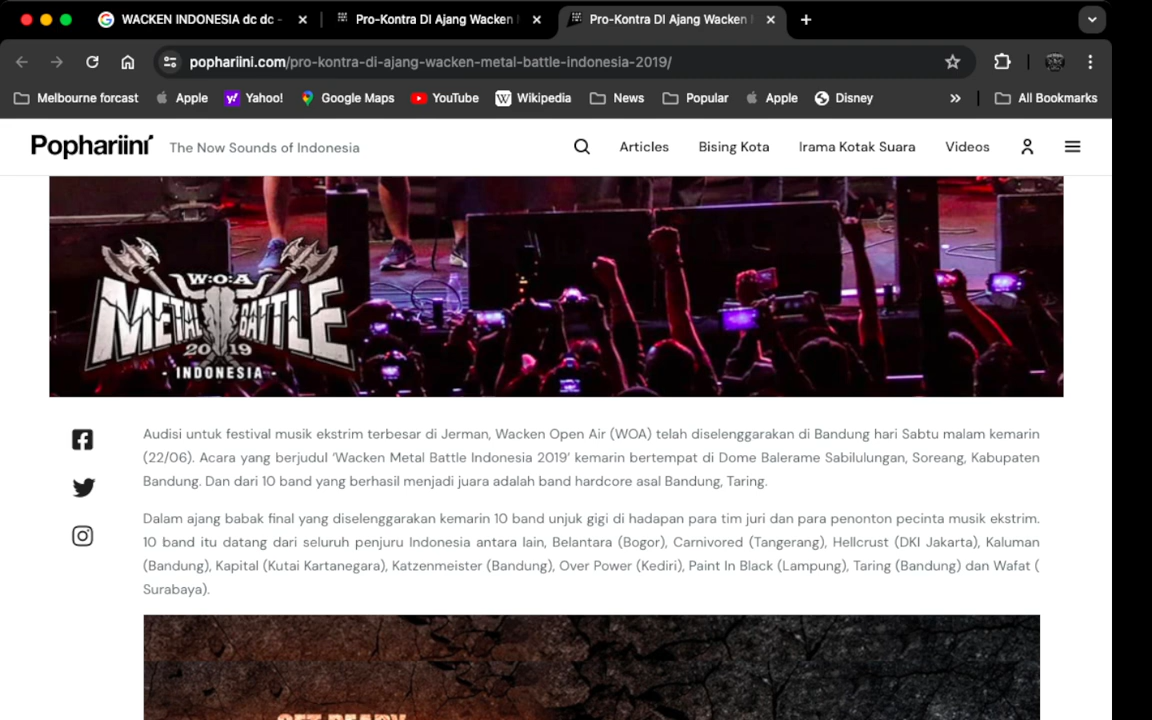 WACKEN INDONESIA dc dc -
Pro-Kontra DI Ajang Wacken
Pro-Kontra DI Ajang Wacken
pophariini.com/pro-kontra-di-ajang-wacken-metal-battle-indonesia-2019/
Melbourne forcast
Apple
Yahoo!
Google Maps
YouTube
Wikipedia
News
Popular
Apple
Disney
All Bookmarks
Pophariini
The Now Sounds of Indonesia
Articles
Bising Kota
Irama Kotak Suara
Videos
W:O:A
METAL BATTLE
2019
- INDONESIA -
Audisi untuk festival musik ekstrim terbesar di Jerman, Wacken Open Air (WOA) telah diselenggarakan di Bandung hari Sabtu malam kemarin
(22/06). Acara yang berjudul ‘Wacken Metal Battle Indonesia 2019’ kemarin bertempat di Dome Balerame Sabilulungan, Soreang, Kabupaten
Bandung. Dan dari 10 band yang berhasil menjadi juara adalah band hardcore asal Bandung, Taring.
Dalam ajang babak final yang diselenggarakan kemarin 10 band unjuk gigi di hadapan para tim juri dan para penonton pecinta musik ekstrim.
10 band itu datang dari seluruh penjuru Indonesia antara lain, Belantara (Bogor), Carnivored (Tangerang), Hellcrust (DKI Jakarta), Kaluman
(Bandung), Kapital (Kutai Kartanegara), Katzenmeister (Bandung), Over Power (Kediri), Paint In Black (Lampung), Taring (Bandung) dan Wafat (
Surabaya).
GET READY